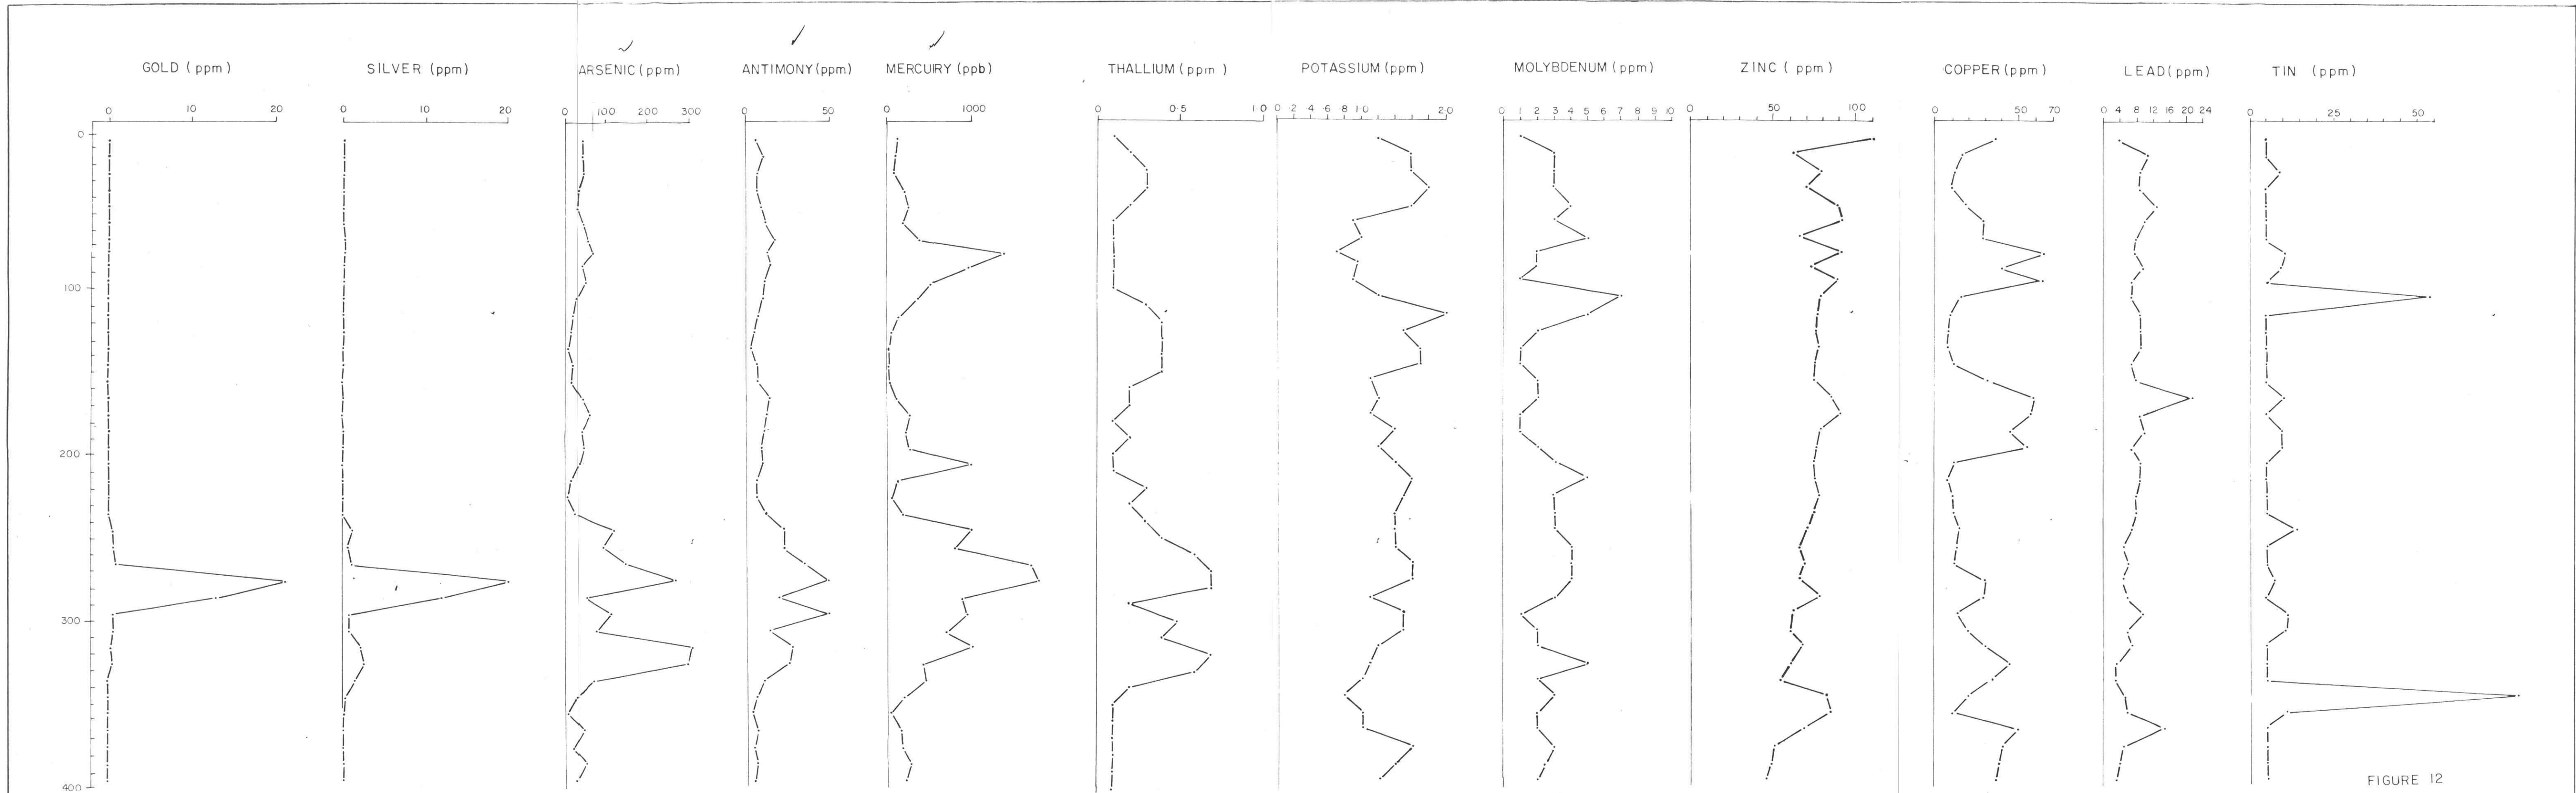 GOLD (ppm) SILVER (ppm) ARSENIC (ppm) ANTIMONY (ppm) MERCUIRY (ppb) THALLIUM (ppm) POTASSIUM (ppm) MOLYBDENUM (ppm) ZINC (ppm) COPPER (ppm) LEAD (ppm) TIN (ppm)
0 10 20 0 10 20 0 100 200 300 0 50 0 1000 0 0·5 1·0 0 ·2 ·4 ·6 ·8 1·0 2·0 0 1 2 3 4 5 6 7 8 9 10 0 50 100 0 50 70 0 4 8 12 16 20 24 0 25 50
0
100
200
300
400
FIGURE 12